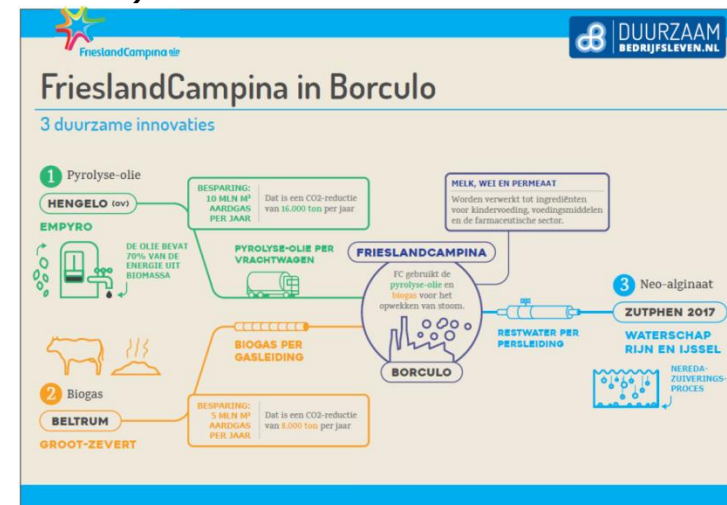 FrieslandCampina
DUURZAAM
BEDRIJFSLEVEN.NL
FrieslandCampina in Borculo
3 duurzame innovaties
1 Pyrolyse-olie
HENGELO (OV)
EMPYRO
DE OLIE BEVAT
70% VAN DE
ENERGIE UIT
BIOMASSA
BESPARING:
10 MLN M³
AARDGAS
PER JAAR
Dat is een CO2-reductie
van 16.000 ton per jaar
PYROLYSE-OLIE PER
VRACHTWAGEN
MELK, WEI EN PERMEAAT
Worden verwerkt tot ingrediënten
voor kindervoeding, voedingsmiddelen
en de farmaceutische sector.
FRIESLANDCAMPINA
FC gebruikt de
pyrolyse-olie en
biogas voor het
opwekken van stoom.
BORCULO
BIOGAS PER
GASLEIDING
2 Biogas
BELTRUM
GROOT-ZEVERT
BESPARING:
5 MLN M³
AARDGAS
PER JAAR
Dat is een CO2-reductie
van 8.000 ton per jaar
RESTWATER PER
PERSLEIDING
3 Neo-alginaat
ZUTPHEN 2017
WATERSCHAP
RIJN EN IJSSEL
NEREDA-
ZUIVERINGS-
PROCES